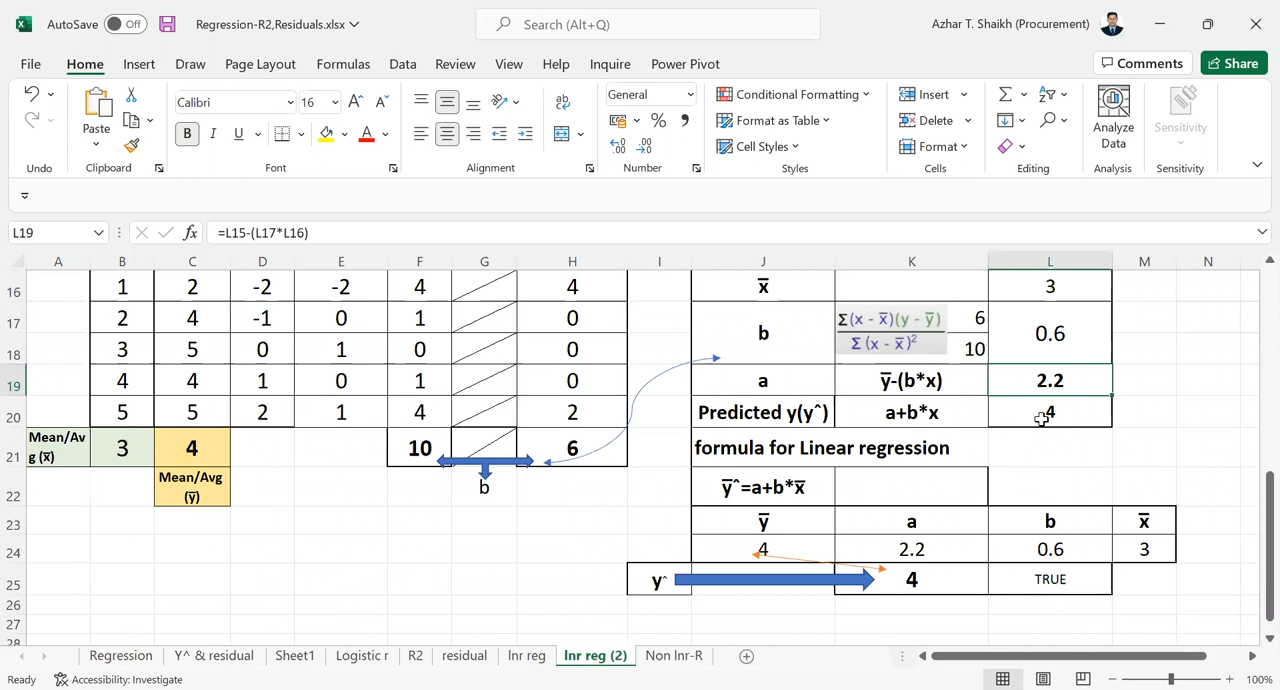 AutoSave Off Regression-R2,Residuals.xlsx Search (Alt+Q) Azhar T. Shaikh (Procurement)
File Home Insert Draw Page Layout Formulas Data Review View Help Inquire Power Pivot Comments Share
Calibri 16 General Conditional Formatting Insert
Paste B I U Format as Table Delete Analyze Data Sensitivity
Cell Styles Format
Undo Clipboard Font Alignment Number Styles Cells Editing Analysis Sensitivity
L19 fx =L15-(L17*L16)
A B C D E F G H I J K L M N
16 1 2 -2 -2 4 4 x̅ 3
17 2 4 -1 0 1 0 b Σ(x - x̅)(y - y̅) 6 0.6
18 3 5 0 1 0 0 Σ (x - x̅)² 10
19 4 4 1 0 1 0 a y̅-(b*x) 2.2
20 5 5 2 1 4 2 Predicted y(y^) a+b*x 4
21 Mean/Avg (x̅) 3 4 10 6 formula for Linear regression
22 Mean/Avg (y̅) b y̅^=a+b*x̅
23 y̅ a b x̅
24 4 2.2 0.6 3
25 y^ 4 TRUE
26
27
28
Regression Y^ & residual Sheet1 Logistic r R2 residual lnr reg lnr reg (2) Non lnr-R
Ready Accessibility: Investigate 100%